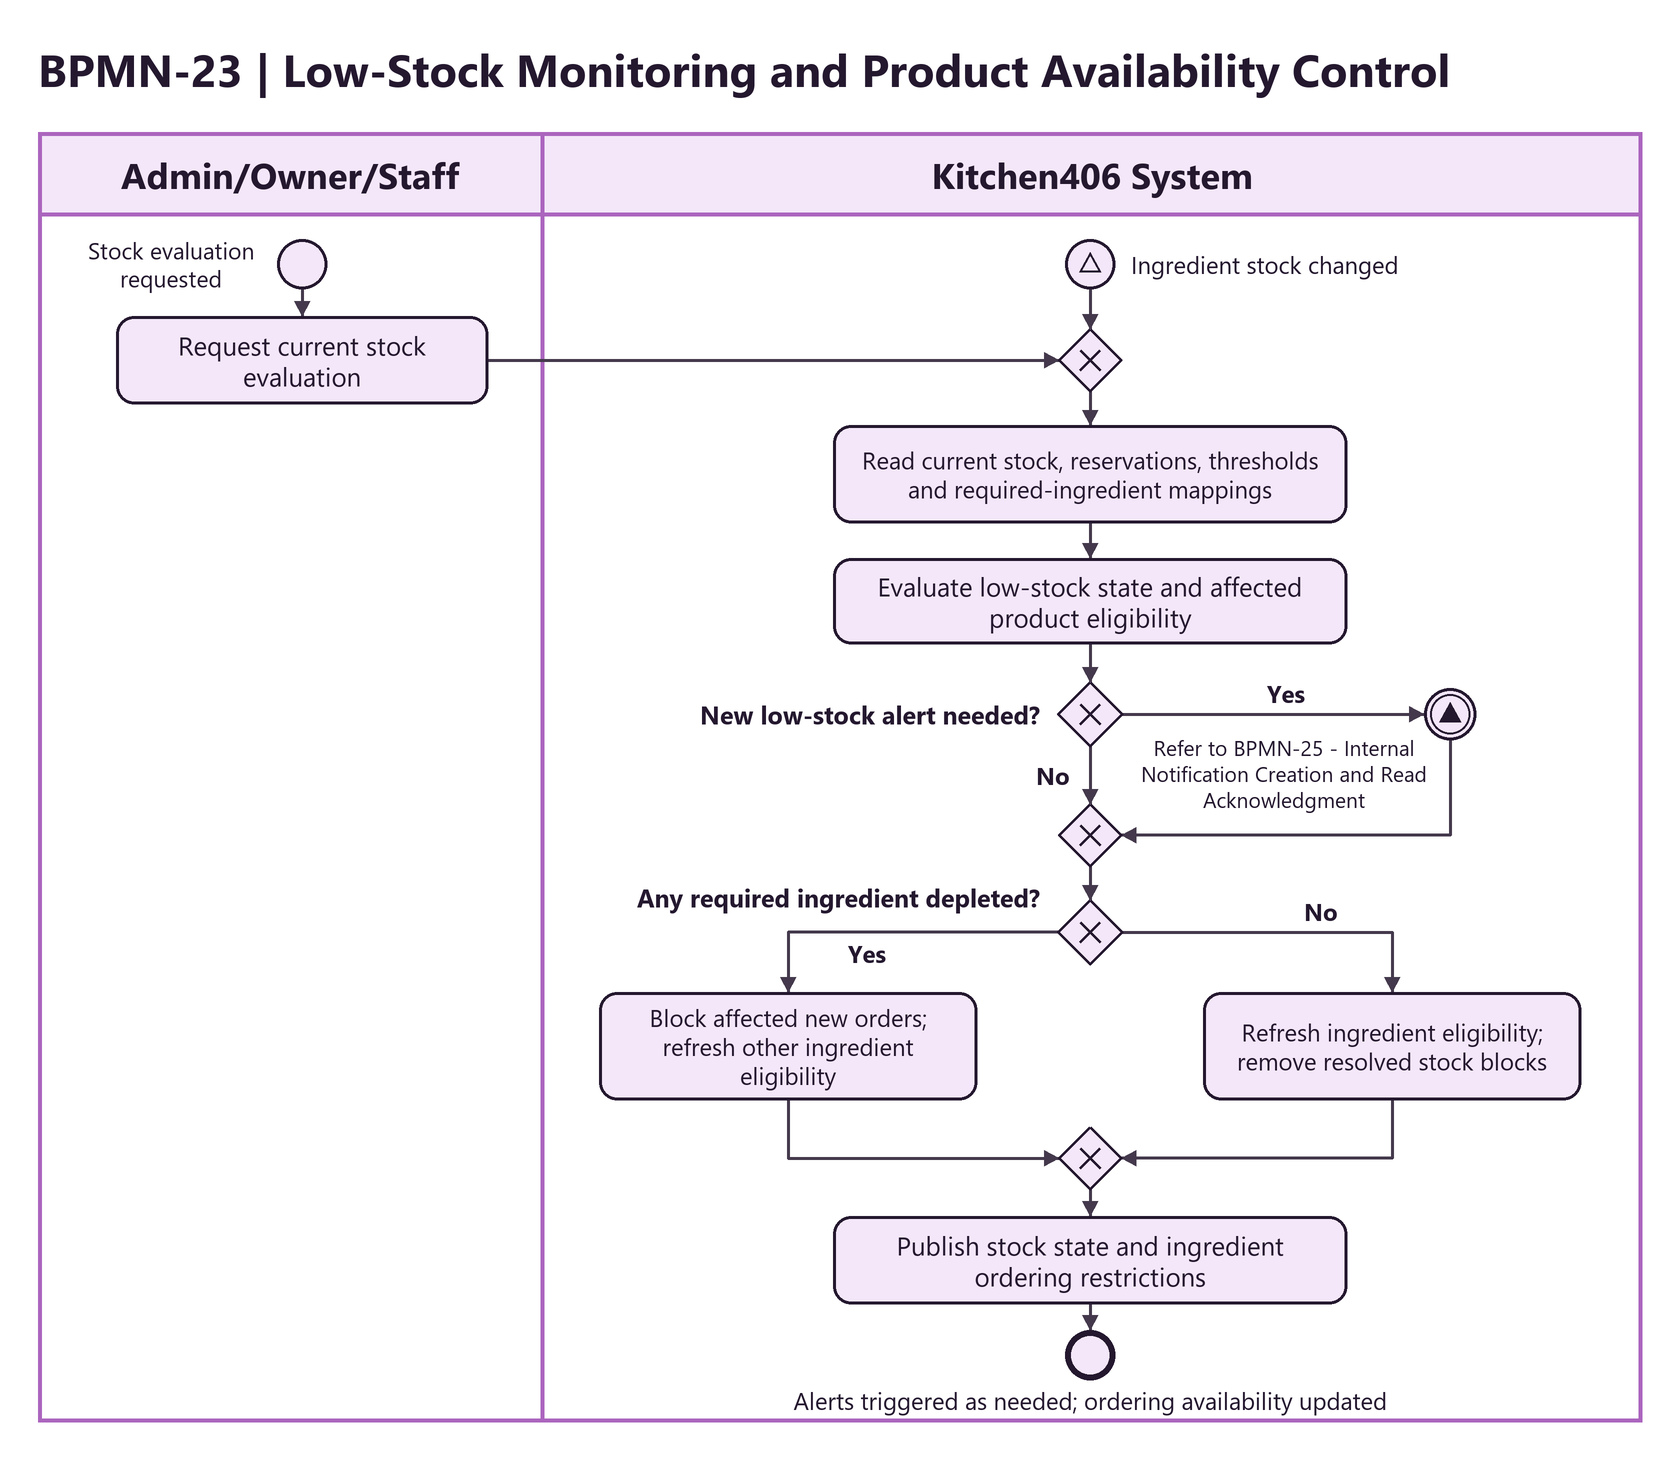 BPMN-23 | Low-Stock Monitoring and Product Availability Control
Admin/Owner/Staff
Kitchen406 System
Stock evaluation
requested
Ingredient stock changed
Request current stock
evaluation
Read current stock, reservations, thresholds
and required-ingredient mappings
Evaluate low-stock state and affected
product eligibility
New low-stock alert needed?
Yes
Refer to BPMN-25 - Internal
Notification Creation and Read
Acknowledgment
No
Any required ingredient depleted?
Yes
No
Block affected new orders;
refresh other ingredient
eligibility
Refresh ingredient eligibility;
remove resolved stock blocks
Publish stock state and ingredient
ordering restrictions
Alerts triggered as needed; ordering availability updated